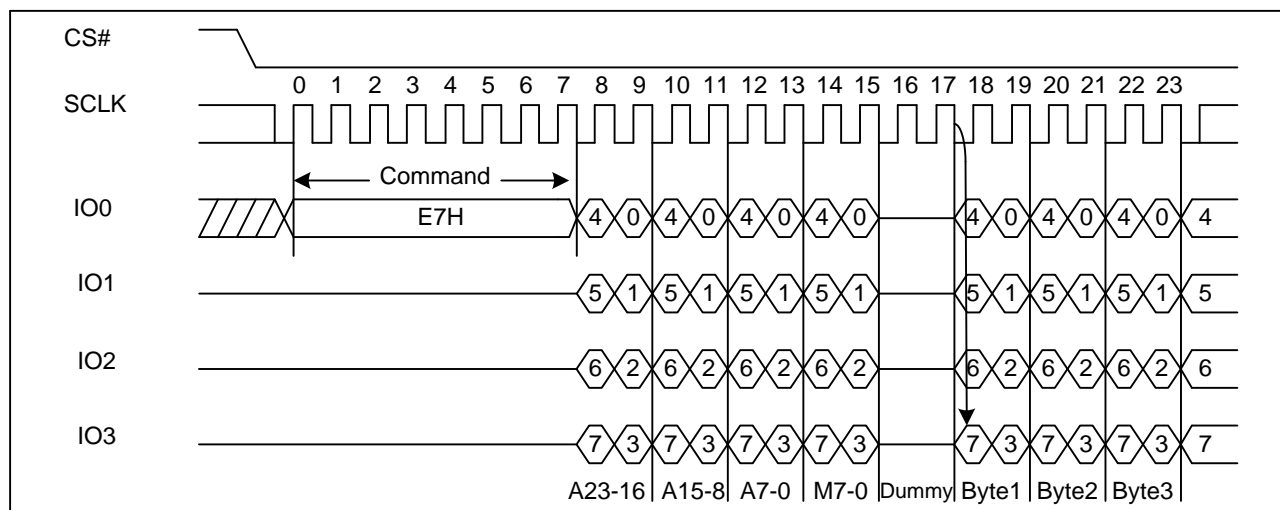 CS#
0 1 2 3 4 5 6 7 8 9 10 11 12 13 14 15 16 17 18 19 20 21 22 23
SCLK
Command
IO0 E7H 4 0 4 0 4 0 4 0 4 0 4 0 4 0 4
IO1 5 1 5 1 5 1 5 1 5 1 5 1 5 1 5
IO2 6 2 6 2 6 2 6 2 6 2 6 2 6 2 6
IO3 7 3 7 3 7 3 7 3 7 3 7 3 7 3 7
A23-16 A15-8 A7-0 M7-0 Dummy Byte1 Byte2 Byte3